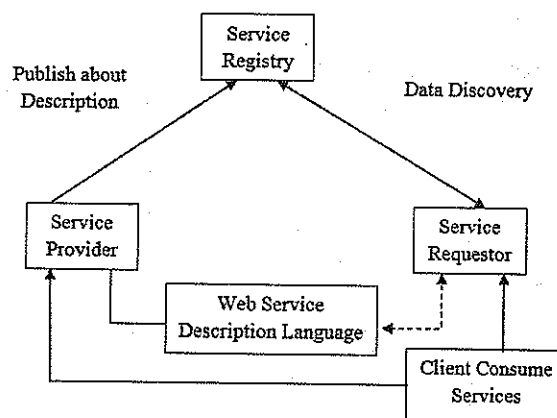 Service
Registry
Publish about
Description
Data Discovery
Service
Provider
Service
Requestor
Web Service
Description Language
Client Consume
Services